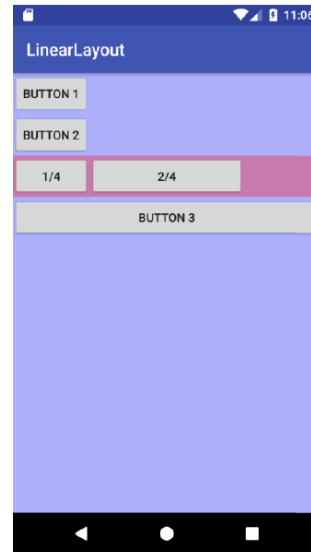 11:06
LinearLayout
BUTTON 1
BUTTON 2
1/4 2/4
BUTTON 3